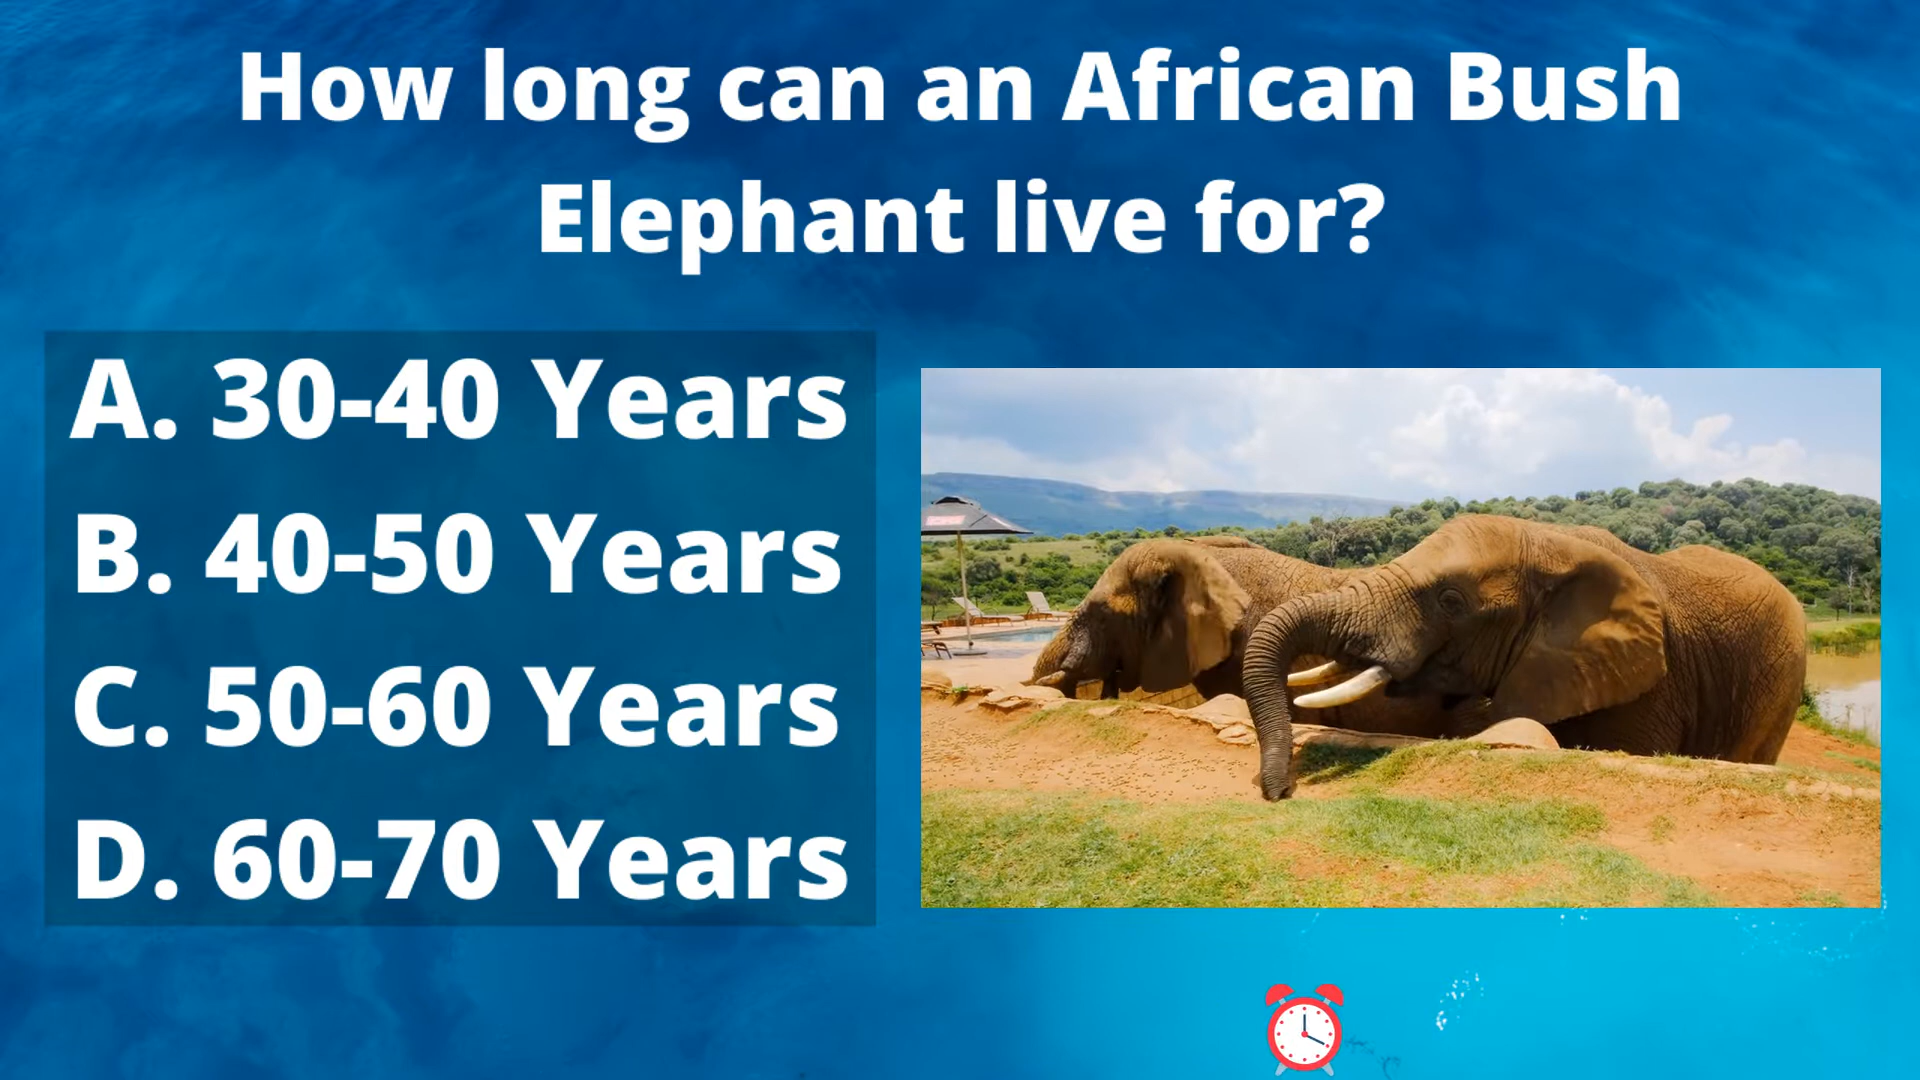 How long can an African Bush
Elephant live for?
A. 30-40 Years
B. 40-50 Years
C. 50-60 Years
D. 60-70 Years